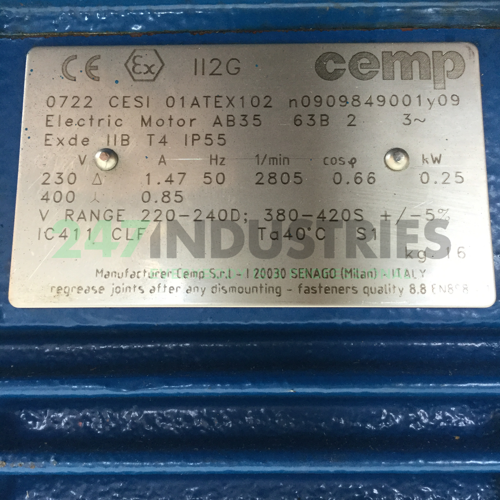 CE Ex II2G cemp
0722 CESI 01ATEX102 n0909849001y09
Electric Motor AB35 63B 2 3~
Exde IIB T4 IP55
V A Hz 1/min cosφ kW
230 Δ 1.47 50 2805 0.66 0.25
400 ⅄ 0.85
V RANGE 220-240D; 380-420S +/-5%
247INDUSTRIES
IC411 CLF Ta40°C S1
kg.16
Manufacturer Cemp S.r.l - I 20030 SENAGO (Milan) - ITALY
regrease joints after any dismounting - fasteners quality 8.8 EN898